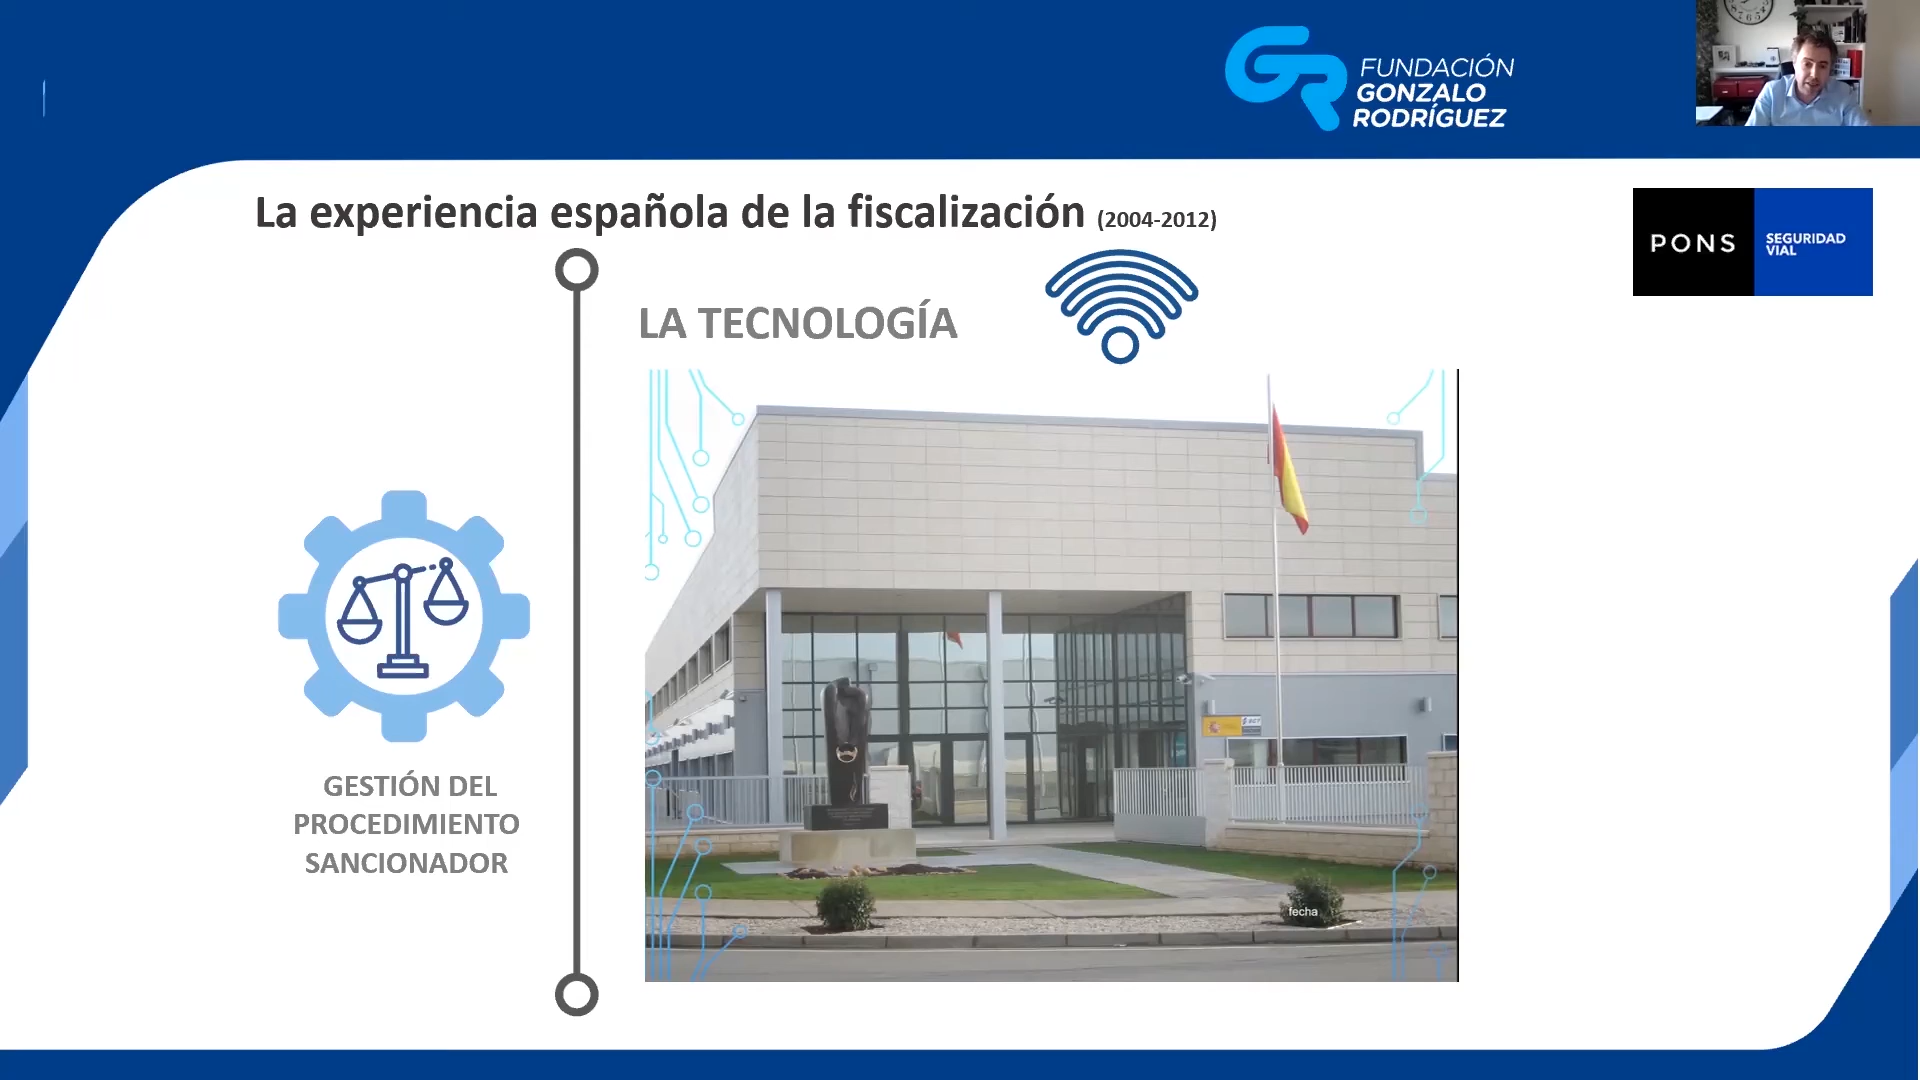 FUNDACIÓN
GONZALO
RODRÍGUEZ
La experiencia española de la fiscalización (2004-2012)
PONS
SEGURIDAD
VIAL
LA TECNOLOGÍA
GESTIÓN DEL
PROCEDIMIENTO
SANCIONADOR
fecha